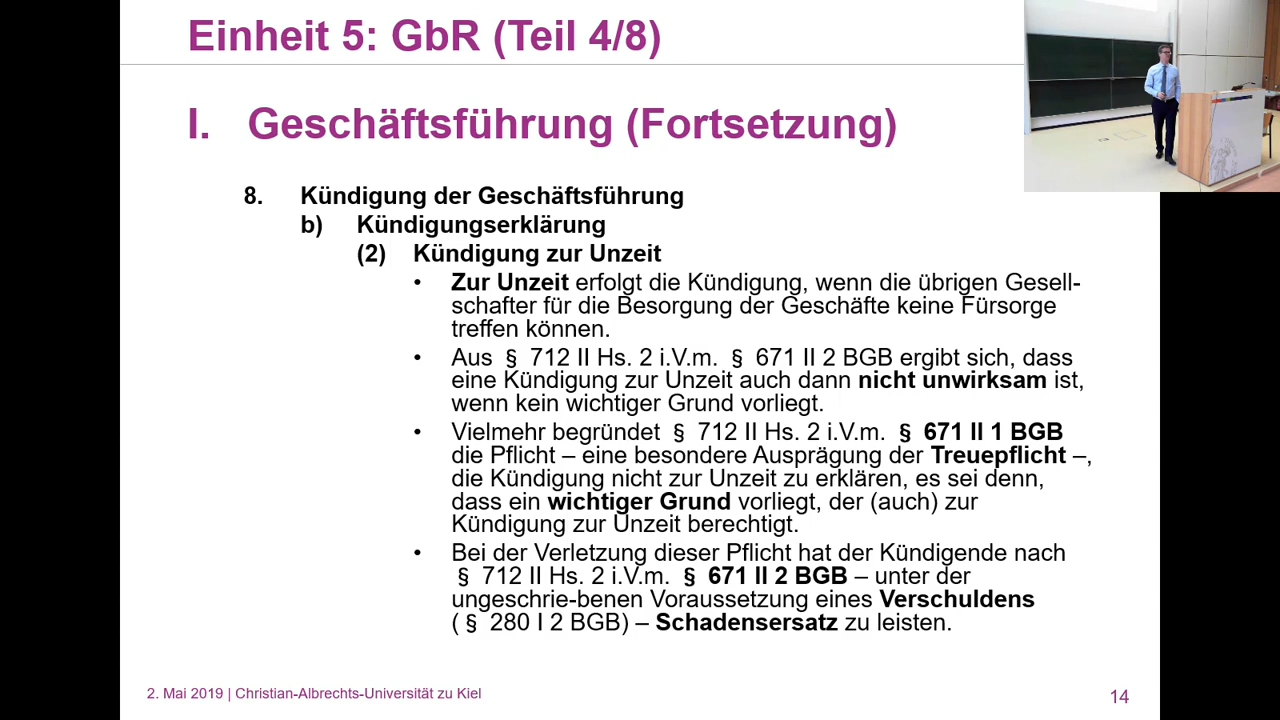 Einheit 5: GbR (Teil 4/8)
I. Geschäftsführung (Fortsetzung)
8. Kündigung der Geschäftsführung
b) Kündigungserklärung
(2) Kündigung zur Unzeit
• Zur Unzeit erfolgt die Kündigung, wenn die übrigen Gesell-
schafter für die Besorgung der Geschäfte keine Fürsorge
treffen können.
• Aus § 712 II Hs. 2 i.V.m. § 671 II 2 BGB ergibt sich, dass
eine Kündigung zur Unzeit auch dann nicht unwirksam ist,
wenn kein wichtiger Grund vorliegt.
• Vielmehr begründet § 712 II Hs. 2 i.V.m. § 671 II 1 BGB
die Pflicht – eine besondere Ausprägung der Treuepflicht –,
die Kündigung nicht zur Unzeit zu erklären, es sei denn,
dass ein wichtiger Grund vorliegt, der (auch) zur
Kündigung zur Unzeit berechtigt.
• Bei der Verletzung dieser Pflicht hat der Kündigende nach
§ 712 II Hs. 2 i.V.m. § 671 II 2 BGB – unter der
ungeschrie-benen Voraussetzung eines Verschuldens
( § 280 I 2 BGB) – Schadensersatz zu leisten.
2. Mai 2019 | Christian-Albrechts-Universität zu Kiel
14